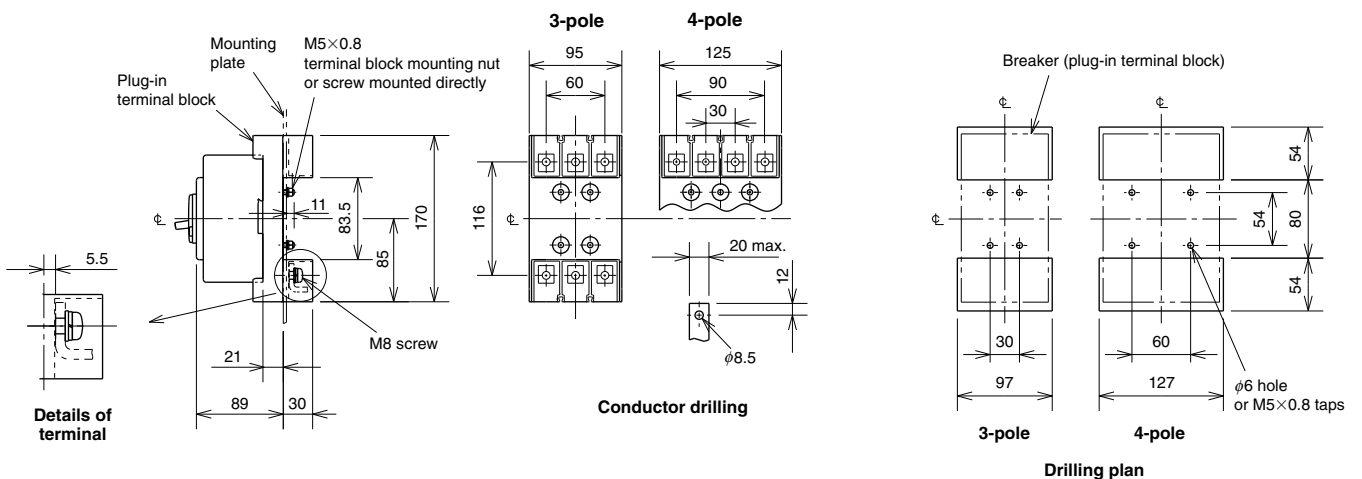 3-pole
4-pole
Mounting
plate
M5×0.8
terminal block mounting nut
or screw mounted directly
Plug-in
terminal block
95
60
125
90
30
Breaker (plug-in terminal block)
℄
℄
℄
℄
℄
11
83.5
170
85
116
5.5
20 max.
12
φ8.5
M8 screw
21
89
30
Details of
terminal
Conductor drilling
54
54
80
54
30
60
97
127
φ6 hole
or M5×0.8 taps
3-pole
4-pole
Drilling plan